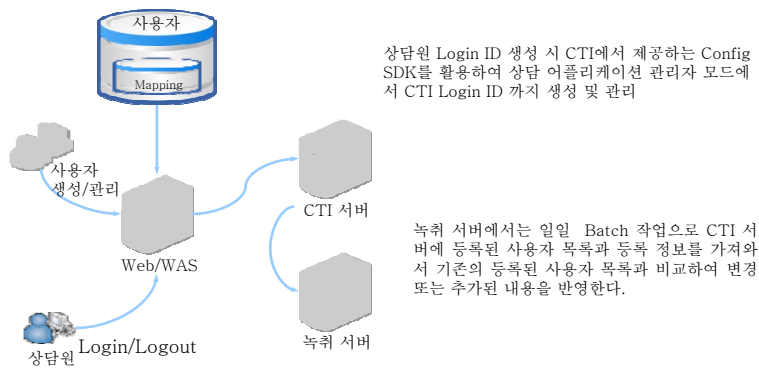 사용자
Mapping
상담원 Login ID 생성 시 CTI에서 제공하는 Config
SDK를 활용하여 상담 어플리케이션 관리자 모드에
서 CTI Login ID 까지 생성 및 관리
사용자
생성/관리
CTI 서버
Web/WAS
녹취 서버에서는 일일 Batch 작업으로 CTI 서
버에 등록된 사용자 목록과 등록 정보를 가져와
서 기존의 등록된 사용자 목록과 비교하여 변경
또는 추가된 내용을 반영한다.
녹취 서버
상담원
Login/Logout